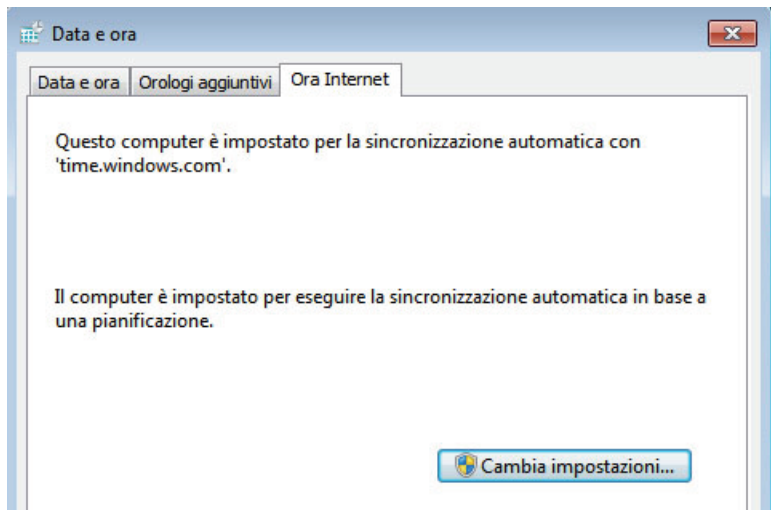 Data e ora
Data e ora Orologi aggiuntivi Ora Internet
Questo computer è impostato per la sincronizzazione automatica con
'time.windows.com'.
Il computer è impostato per eseguire la sincronizzazione automatica in base a
una pianificazione.
Cambia impostazioni...